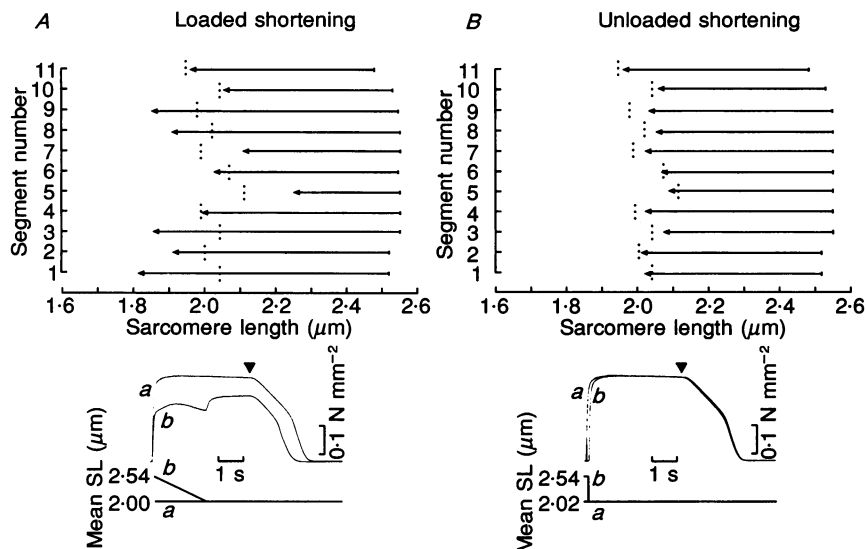 A Loaded shortening
Segment number
11
10
9
8
7
6
5
4
3
2
1
1·6 1·8 2·0 2·2 2·4 2·6
Sarcomere length (μm)
a
b
0·1 N mm⁻²
1 s
Mean SL (μm)
2·54
b
2·00
a
B Unloaded shortening
Segment number
11
10
9
8
7
6
5
4
3
2
1
1·6 1·8 2·0 2·2 2·4 2·6
Sarcomere length (μm)
a
b
0·1 N mm⁻²
1 s
Mean SL (μm)
2·54
b
2·02
a